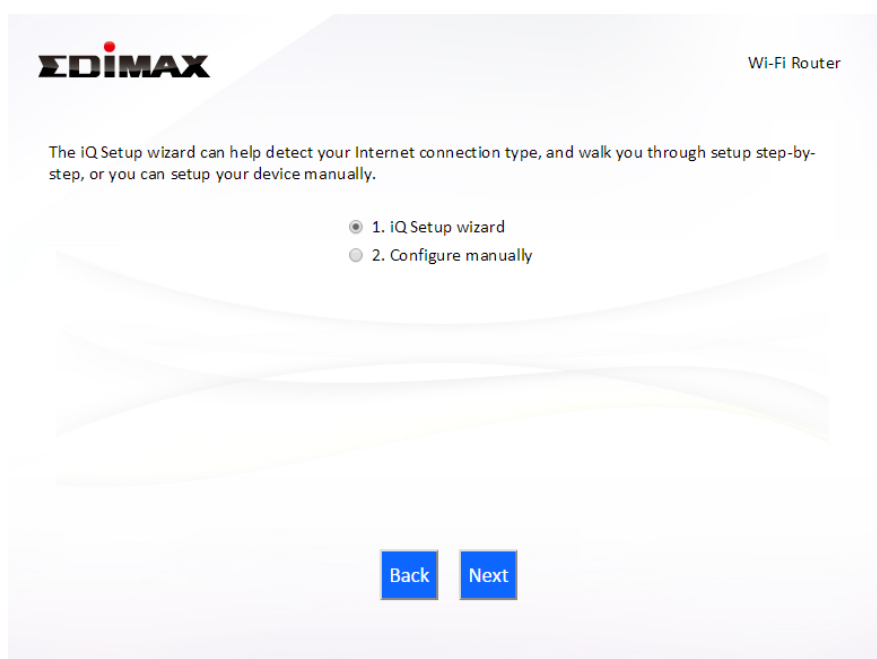 EDIMAX
Wi-Fi Router
The iQ Setup wizard can help detect your Internet connection type, and walk you through setup step-by-
step, or you can setup your device manually.
1. iQ Setup wizard
2. Configure manually
Back Next